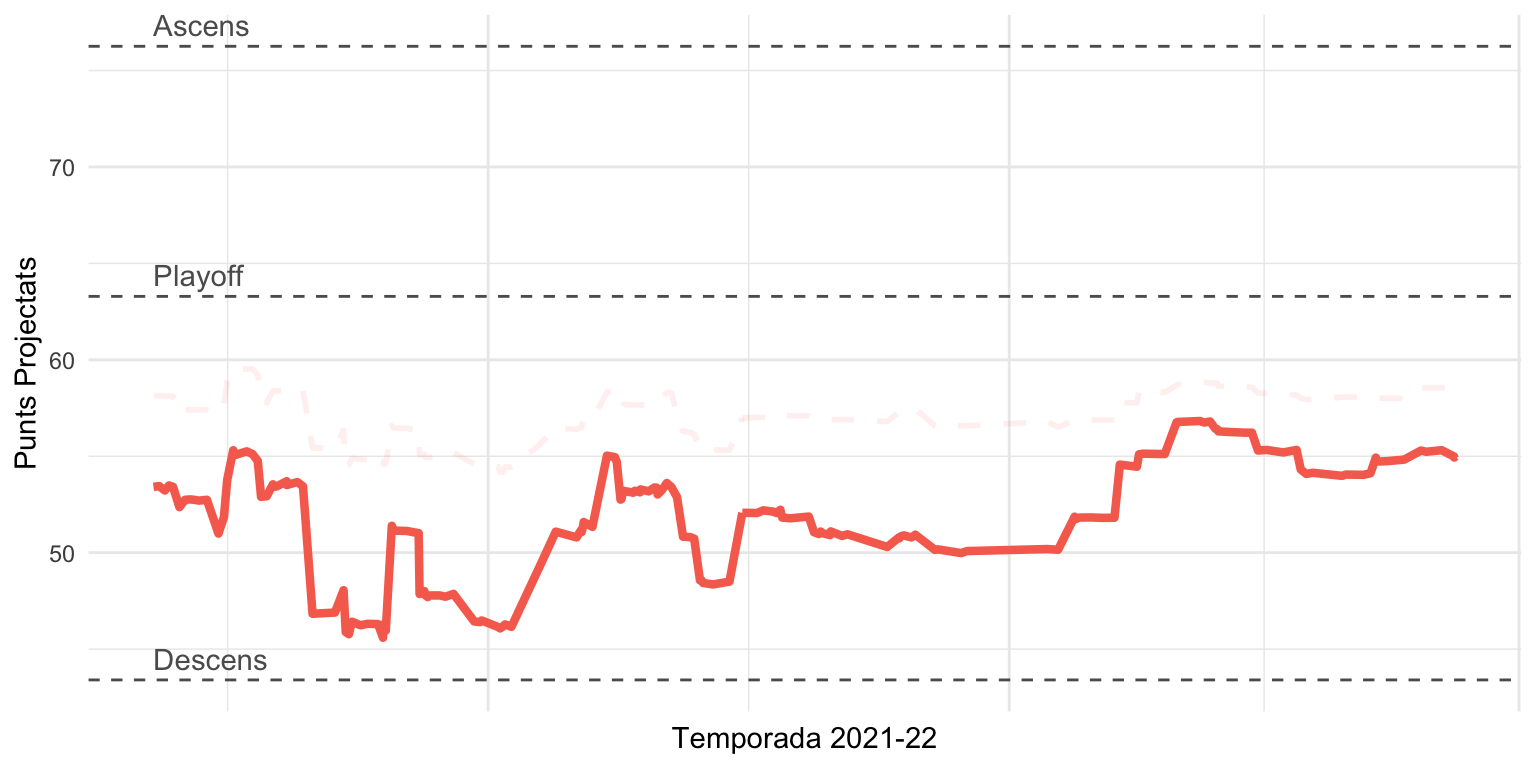 Ascens
70
Playoff
60
50
Descens
Punts Projectats
Temporada 2021-22